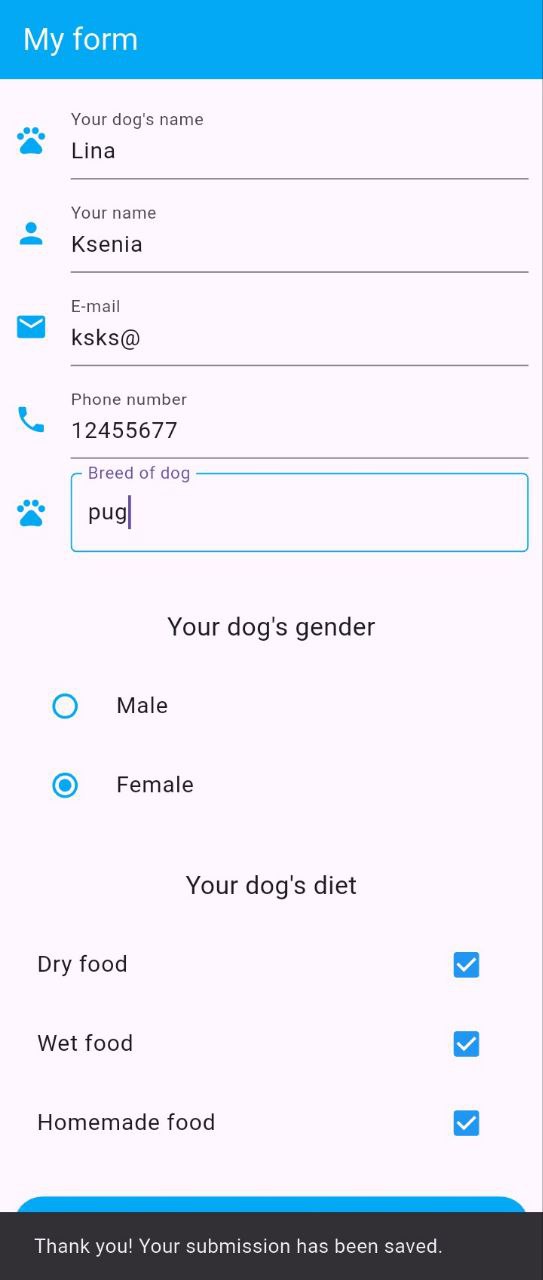 My form
Your dog's name
Lina
Your name
Ksenia
E-mail
ksks@
Phone number
12455677
Breed of dog
pug
Your dog's gender
Male
Female
Your dog's diet
Dry food
Wet food
Homemade food
Thank you! Your submission has been saved.